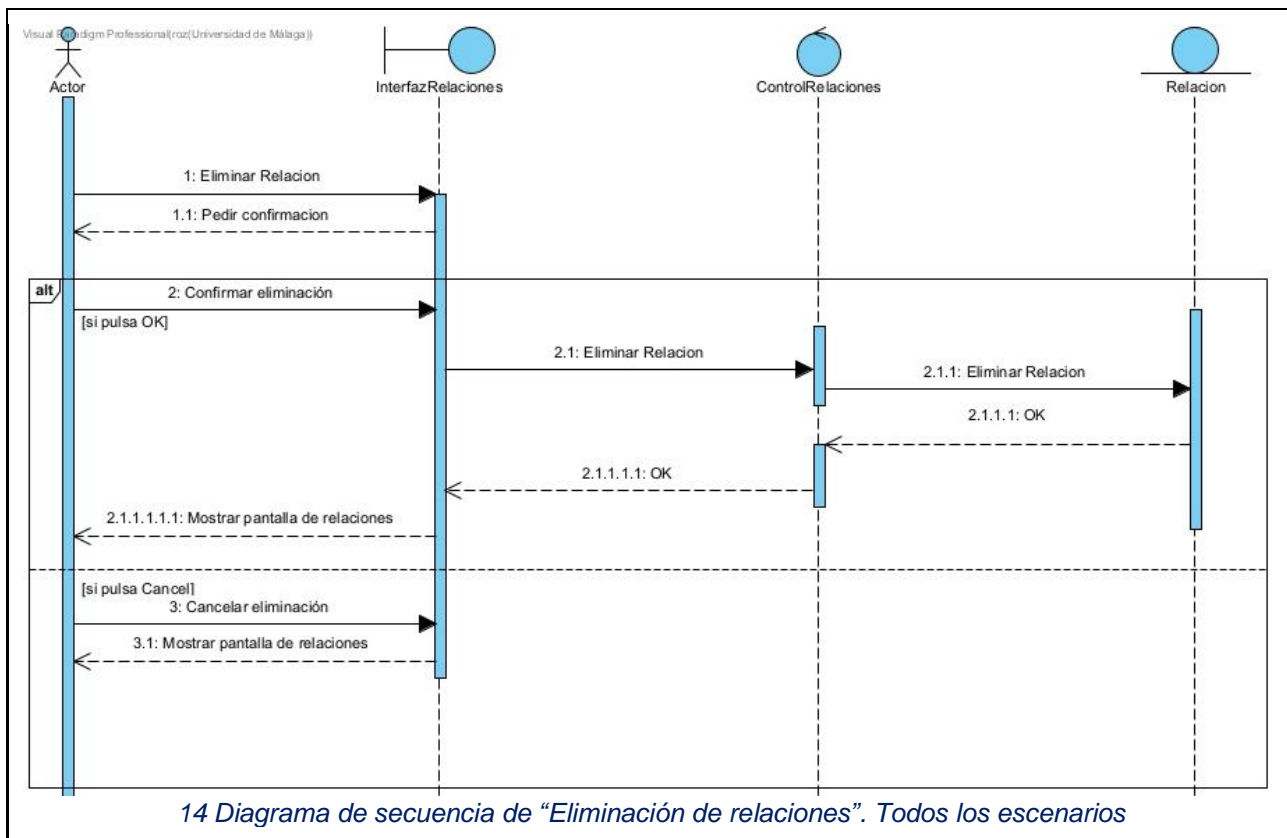 Visual Paradigm Professional(roz(Universidad de Málaga))
Actor
InterfazRelaciones
ControlRelaciones
Relacion
1: Eliminar Relacion
1.1: Pedir confirmacion
alt
2: Confirmar eliminación
[si pulsa OK]
2.1: Eliminar Relacion
2.1.1: Eliminar Relacion
2.1.1.1: OK
2.1.1.1.1: OK
2.1.1.1.1.1: Mostrar pantalla de relaciones
[si pulsa Cancel]
3: Cancelar eliminación
3.1: Mostrar pantalla de relaciones
14 Diagrama de secuencia de “Eliminación de relaciones”. Todos los escenarios